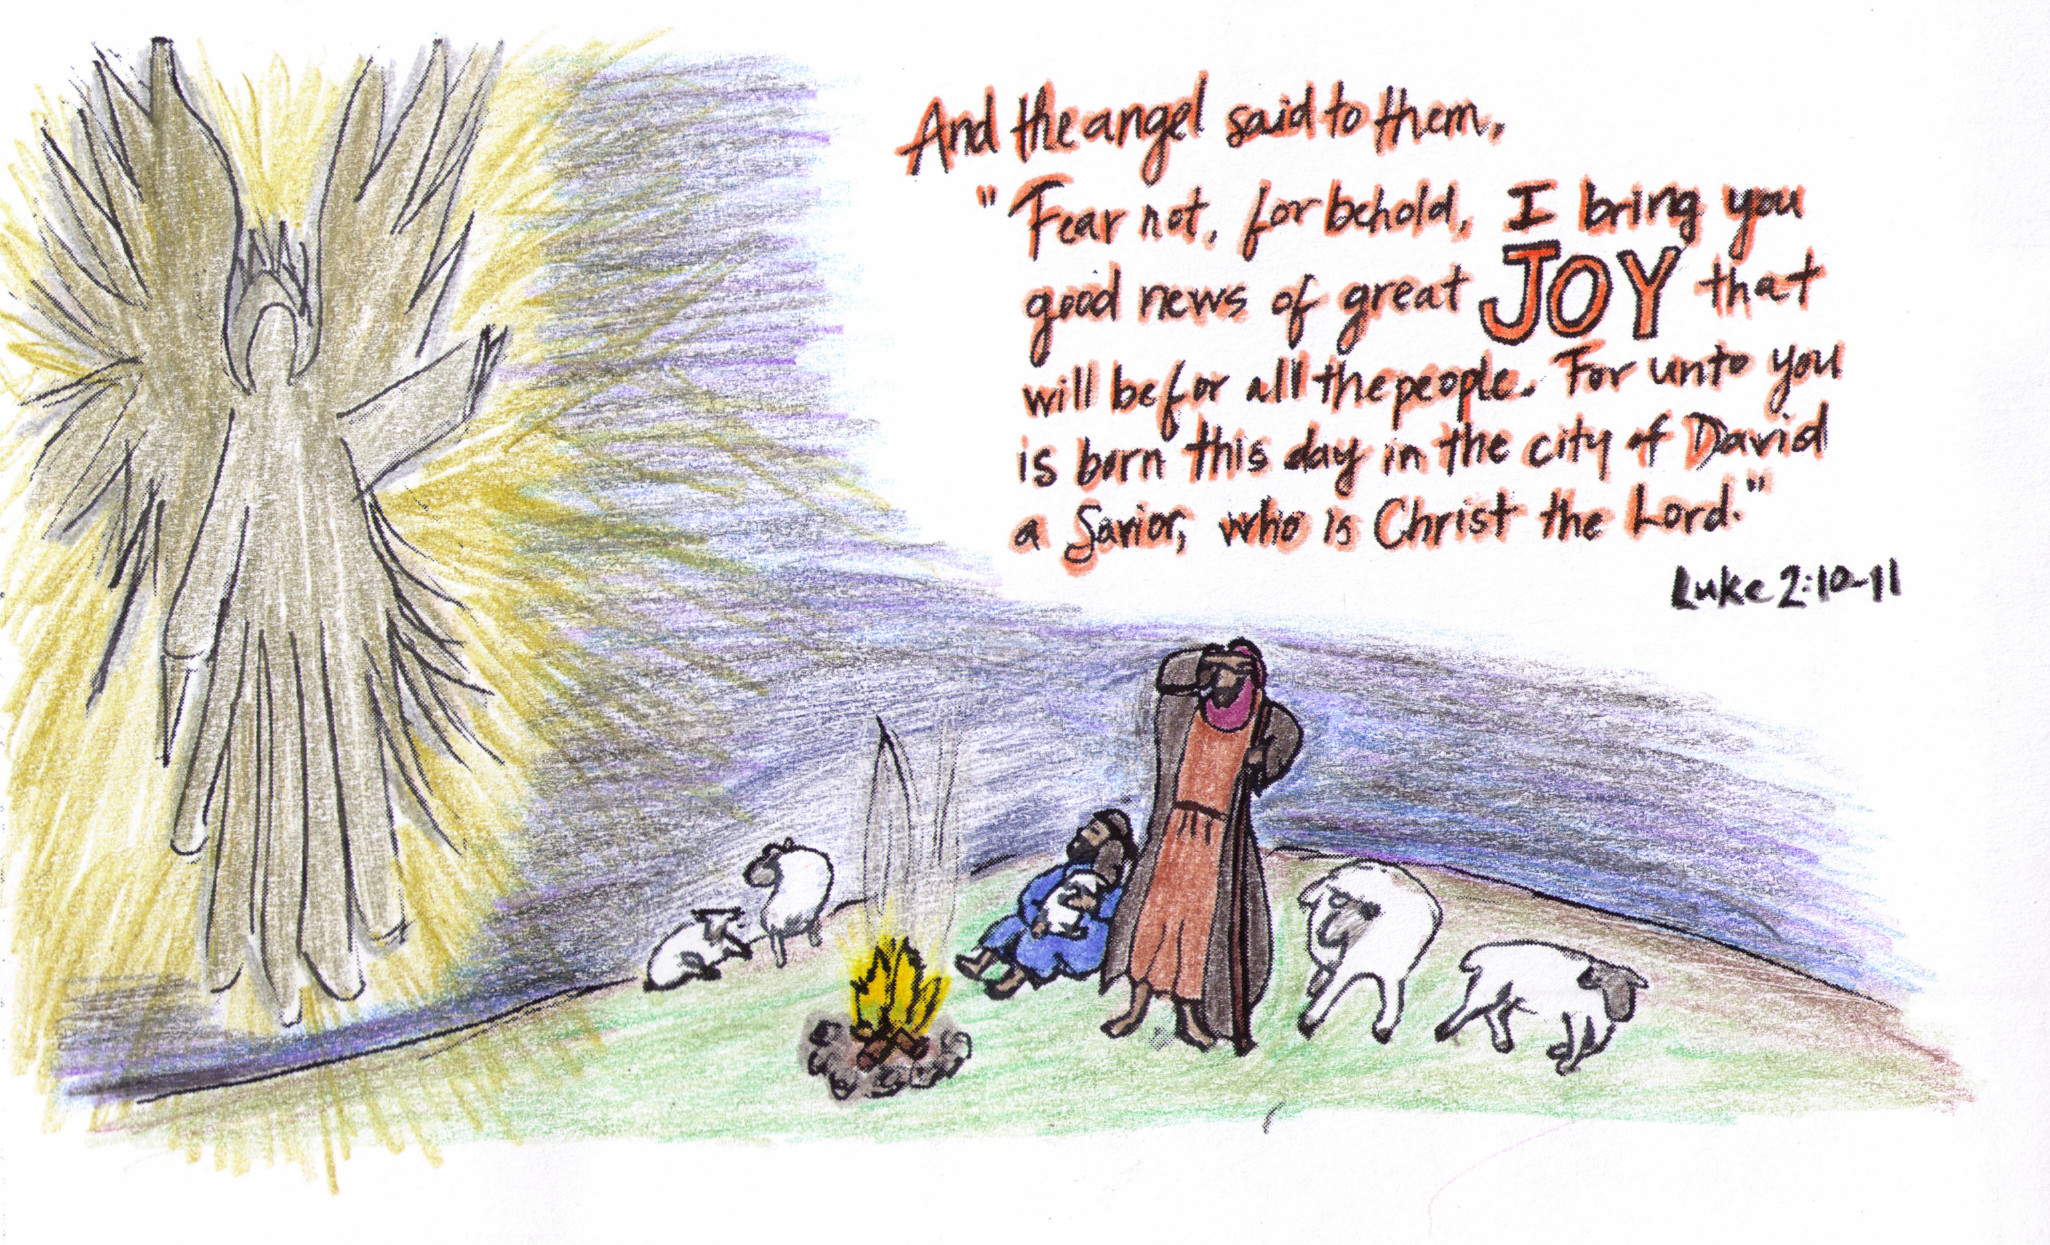 And the angel said to them,
"Fear not, for behold, I bring you
good news of great JOY that
will be for all the people. For unto you
is born this day in the city of David
a Savior, who is Christ the Lord."
Luke 2:10-11